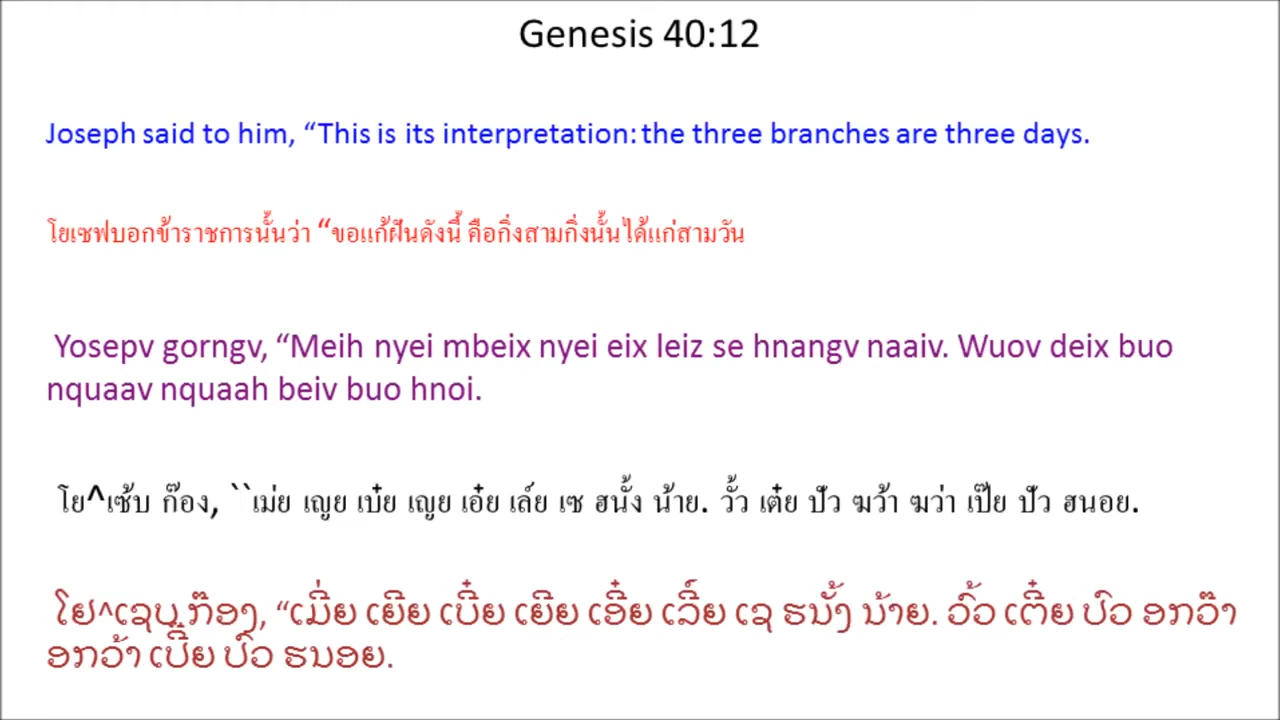 Genesis 40:12
Joseph said to him, “This is its interpretation: the three branches are three days.
โยเซฟบอกข้าราชการนั้นว่า “ขอแก้ฝันดังนี้ คือกิ่งสามกิ่งนั้นได้แก่สามวัน
Yosepv gorngv, “Meih nyei mbeix nyei eix leiz se hnangv naaiv. Wuov deix buo
nquaav nquaah beiv buo hnoi.
โย^เซ้บ ก๊อง, ``เม่ย เญย เบ๋ย เญย เอ๋ย เล์ย เซ ฮนั้ง น้าย. วั้ว เต๋ย ปัว ฆว้า ฆว่า เปี๊ย ปัว ฮนอย.
ໂຢ^ເຊບ ກ໊ອງ, “ເມີ່ຍ ເຍີຍ ເບີ໋ຍ ເຍີຍ ເອີ໋ຍ ເລີ໌ຍ ເຊ ຮນັ້ງ ນ້າຍ. ວົ້ວ ເຕີ໋ຍ ປົວ ອກວ໊າ
ອກວ້າ ເປີ໊ຍ ປົວ ຮນອຍ.